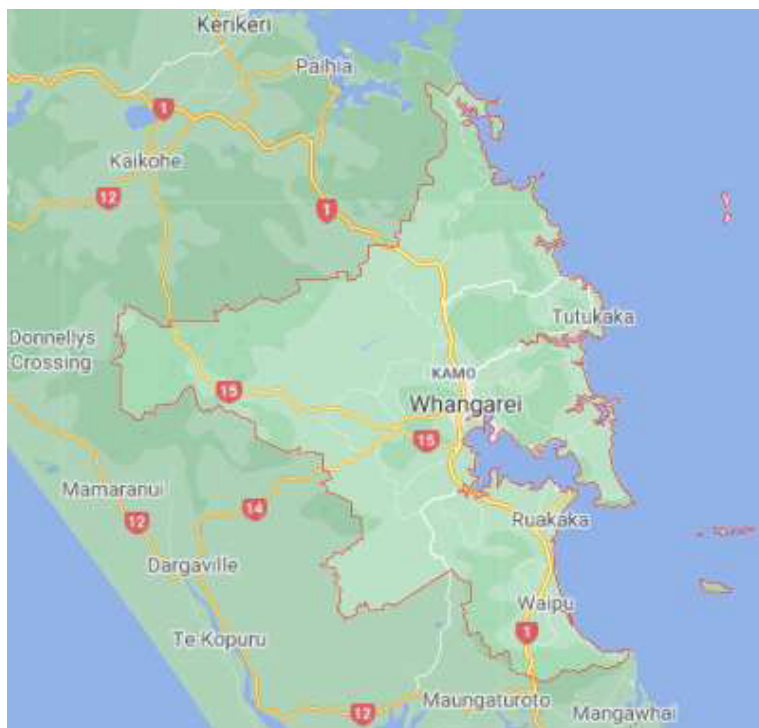 Kerikeri
Paihia
1
Kaikohe
12
1
Tutukaka
Donnellys
Crossing
KAMO
15
Whangarei
15
Mamaranui
14
12
Ruakaka
Dargaville
Waipu
Te Kopuru
1
Maungaturoto
12
Mangawhai